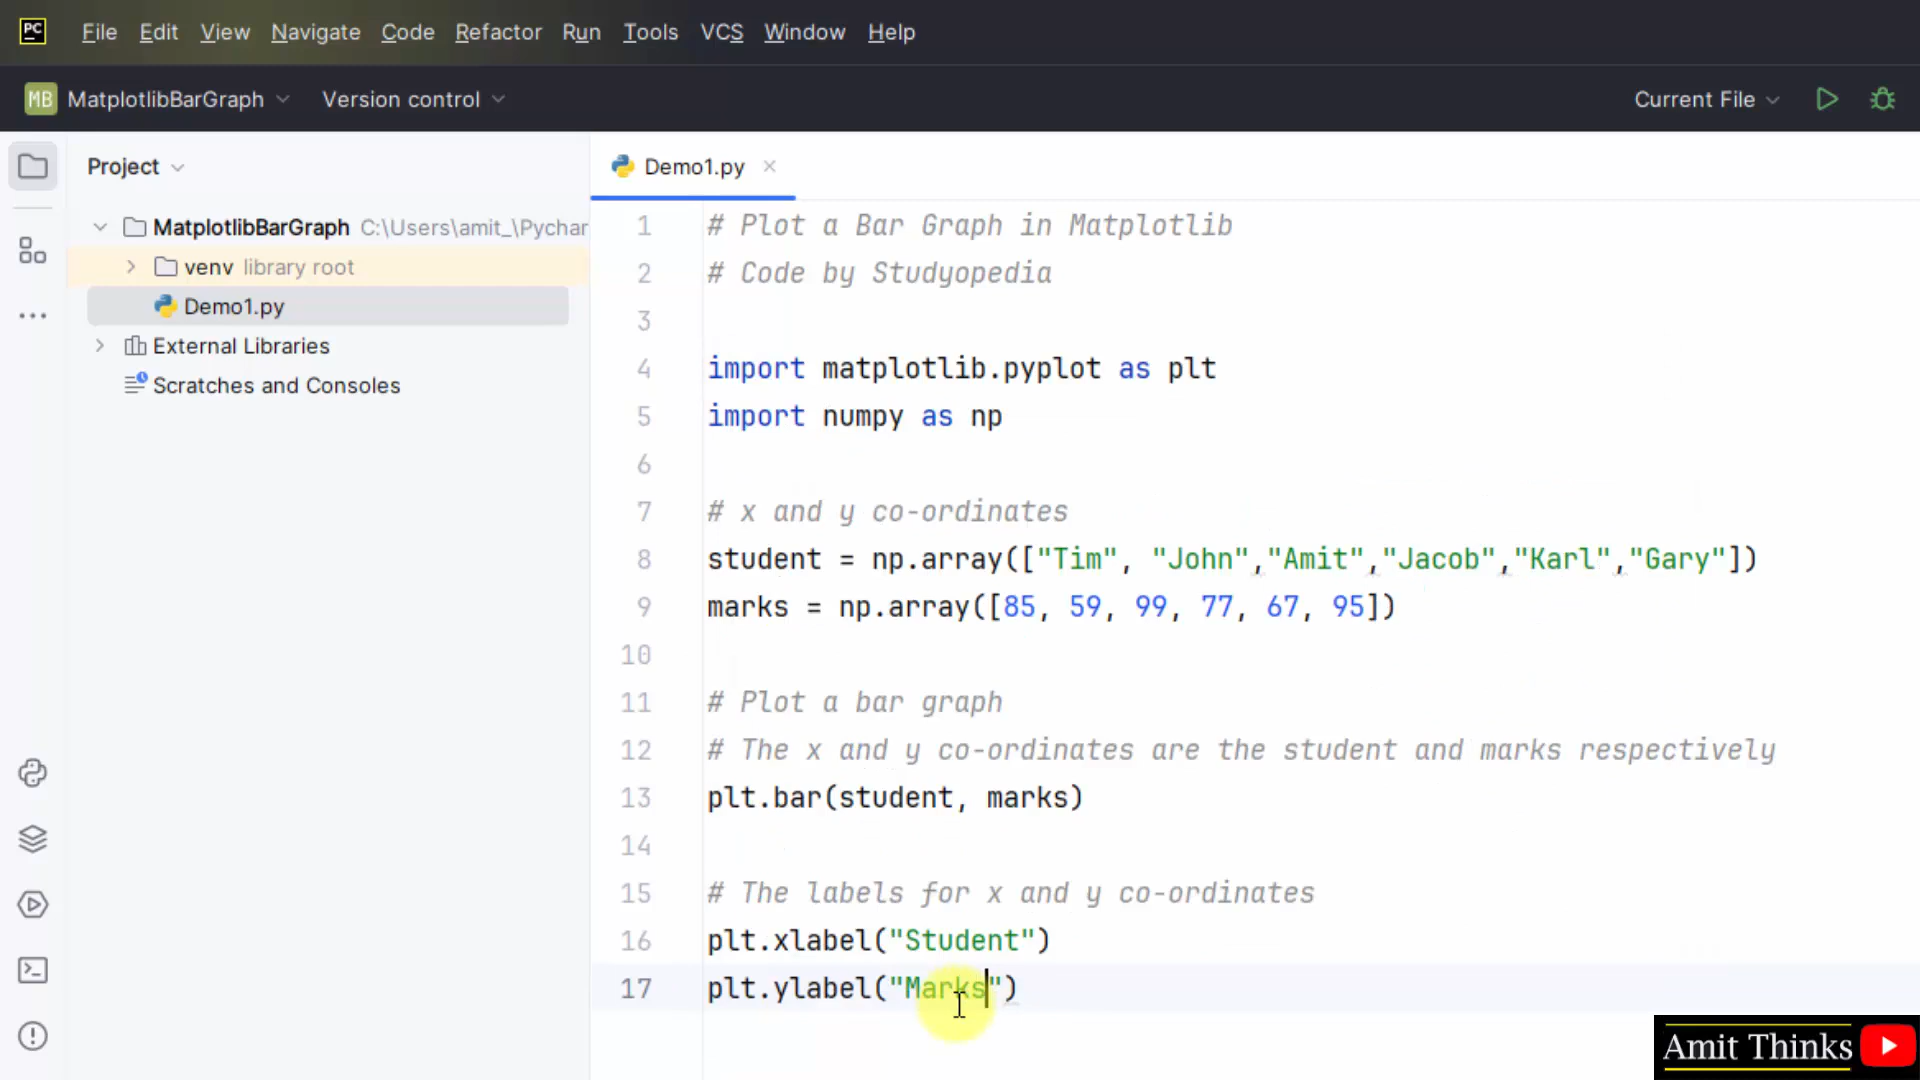 PC File Edit View Navigate Code Refactor Run Tools VCS Window Help
MB MatplotlibBarGraph Version control Current File
Project
Demo1.py
MatplotlibBarGraph C:\Users\amit_\Pychar
venv library root
Demo1.py
External Libraries
Scratches and Consoles
1 # Plot a Bar Graph in Matplotlib
2 # Code by Studyopedia
3
4 import matplotlib.pyplot as plt
5 import numpy as np
6
7 # x and y co-ordinates
8 student = np.array(["Tim", "John","Amit","Jacob","Karl","Gary"])
9 marks = np.array([85, 59, 99, 77, 67, 95])
10
11 # Plot a bar graph
12 # The x and y co-ordinates are the student and marks respectively
13 plt.bar(student, marks)
14
15 # The labels for x and y co-ordinates
16 plt.xlabel("Student")
17 plt.ylabel("Marks")
Amit Thinks